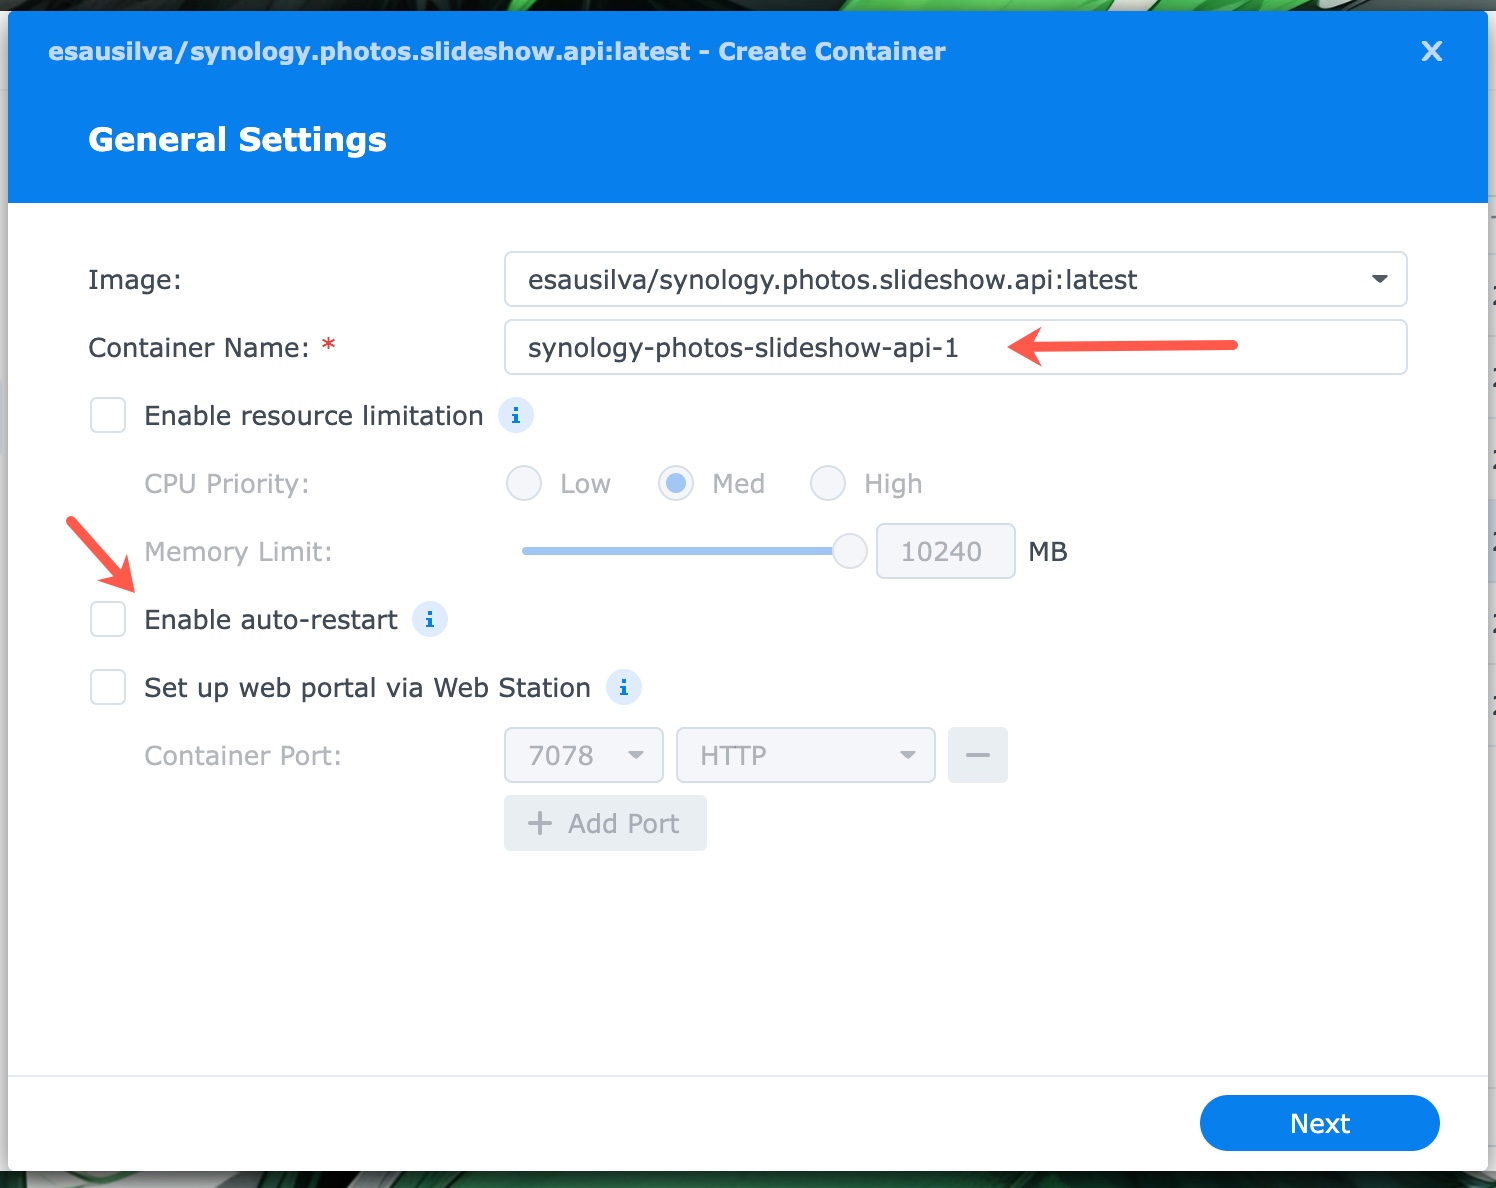 esausilva/synology.photos.slideshow.api:latest - Create Container X
General Settings
Image: esausilva/synology.photos.slideshow.api:latest
Container Name: * synology-photos-slideshow-api-1
Enable resource limitation i
CPU Priority: Low Med High
Memory Limit: 10240 MB
Enable auto-restart i
Set up web portal via Web Station i
Container Port: 7078 HTTP
+ Add Port
Next